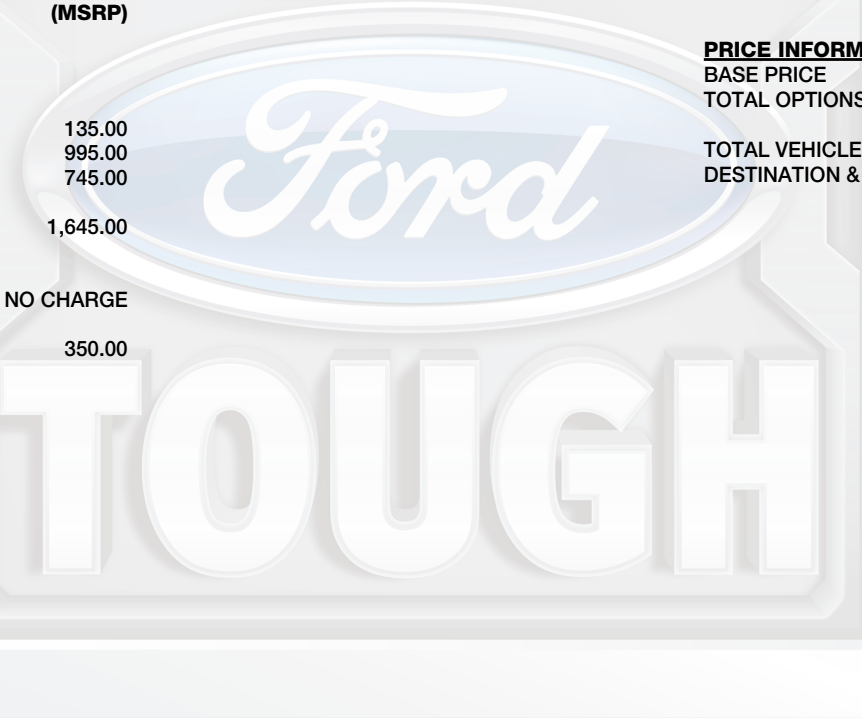 (MSRP)
135.00
995.00
745.00
1,645.00
NO CHARGE
350.00
PRICE INFORM
BASE PRICE
TOTAL OPTIONS
TOTAL VEHICLE
DESTINATION &
Ford
TOUGH